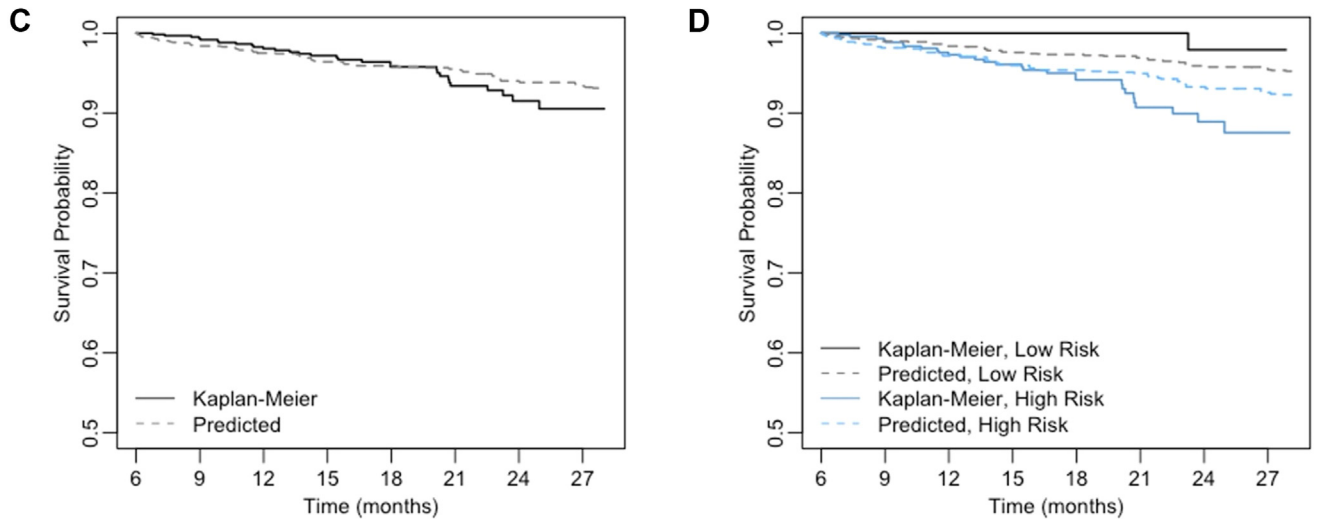 C
Survival Probability
1.0
0.9
0.8
0.7
0.6
0.5
Kaplan-Meier
Predicted
6 9 12 15 18 21 24 27
Time (months)
D
Survival Probability
1.0
0.9
0.8
0.7
0.6
0.5
Kaplan-Meier, Low Risk
Predicted, Low Risk
Kaplan-Meier, High Risk
Predicted, High Risk
6 9 12 15 18 21 24 27
Time (months)